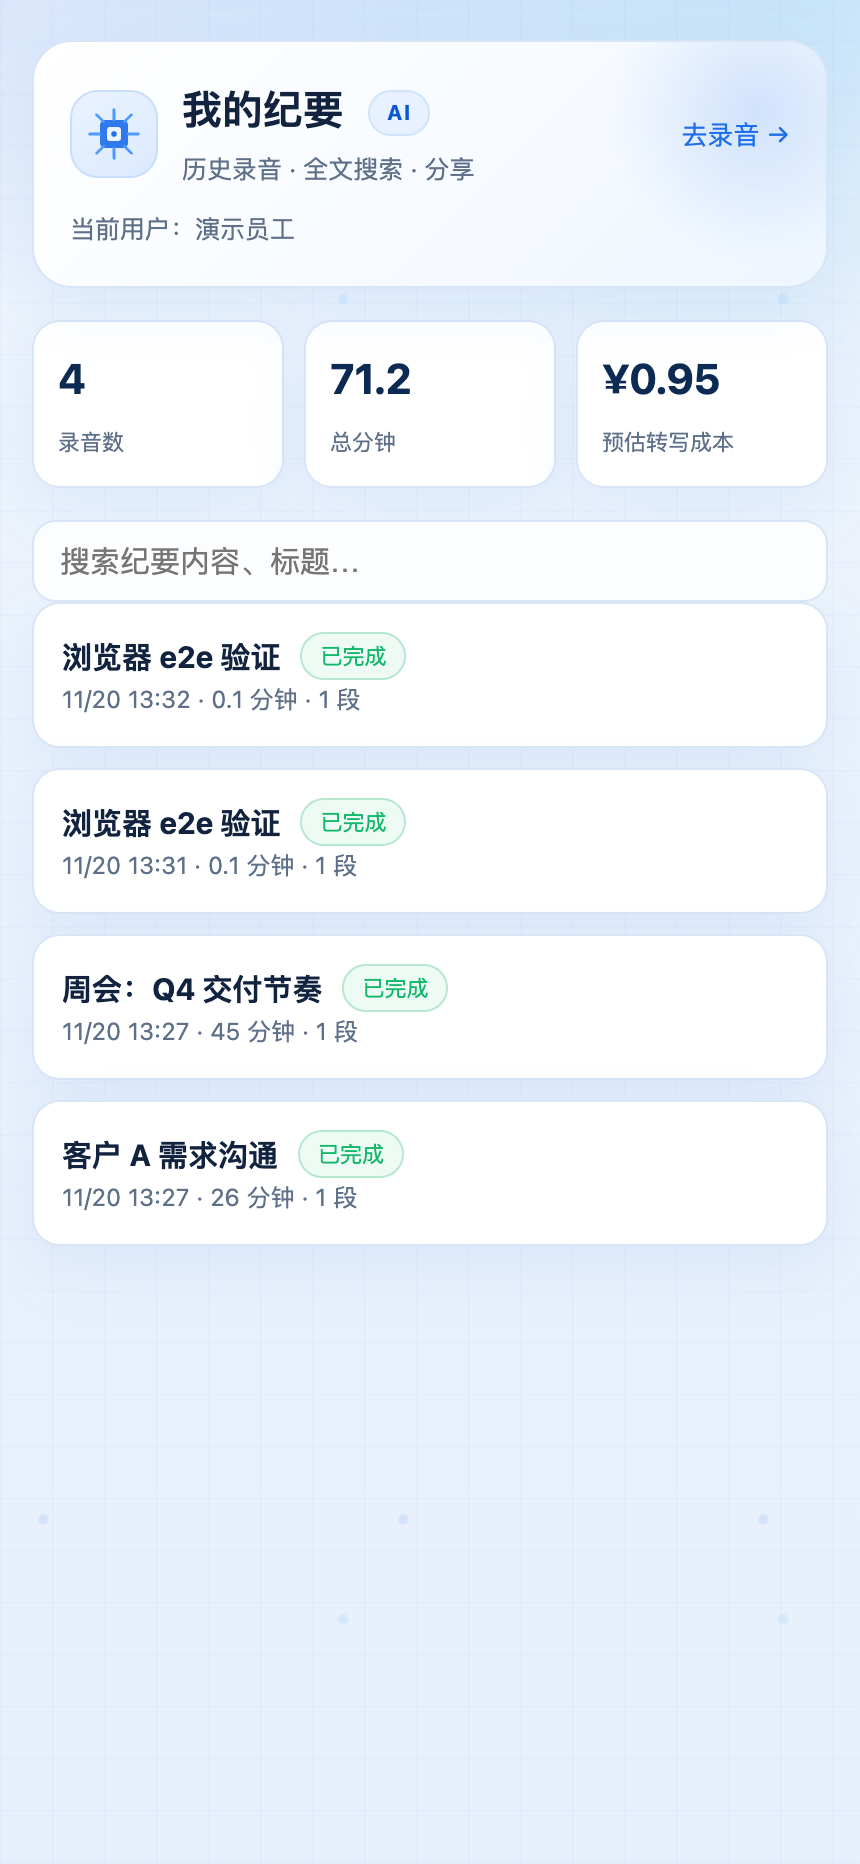 我的纪要 AI
历史录音 · 全文搜索 · 分享
去录音 →
当前用户：演示员工
4
录音数
71.2
总分钟
¥0.95
预估转写成本
搜索纪要内容、标题...
浏览器 e2e 验证 已完成
11/20 13:32 · 0.1 分钟 · 1 段
浏览器 e2e 验证 已完成
11/20 13:31 · 0.1 分钟 · 1 段
周会：Q4 交付节奏 已完成
11/20 13:27 · 45 分钟 · 1 段
客户 A 需求沟通 已完成
11/20 13:27 · 26 分钟 · 1 段